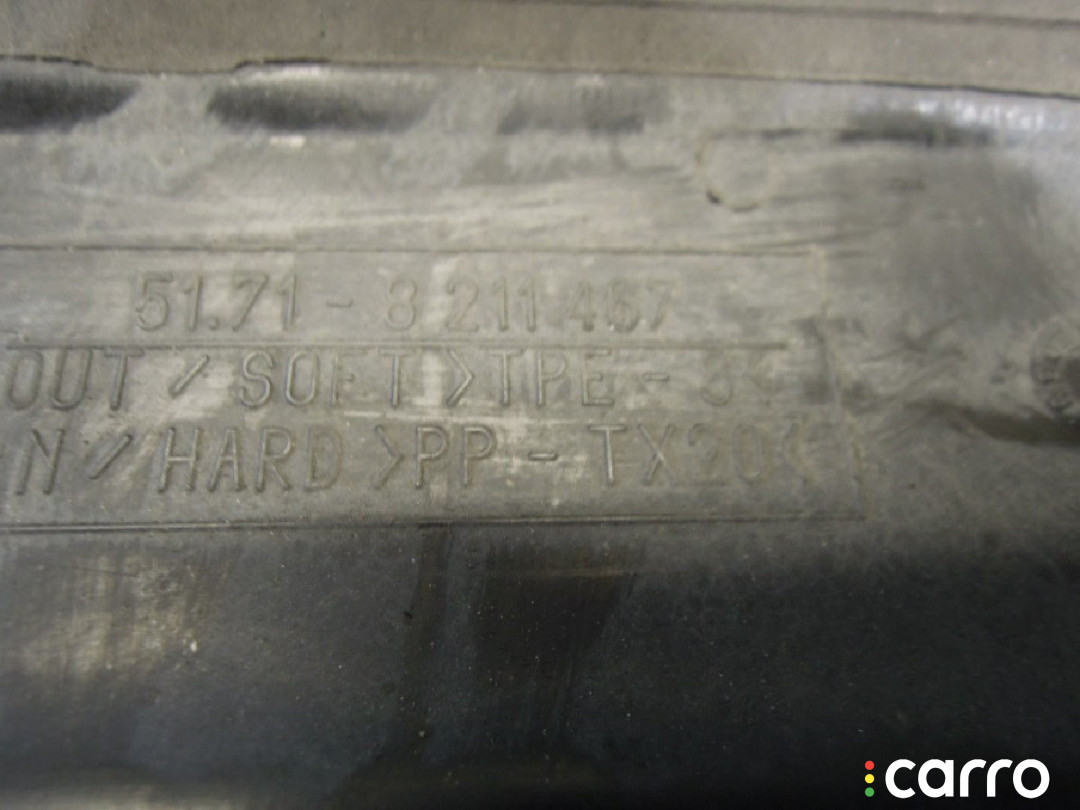 51.71 - 8 211 467
OUT / SOFT >TPE -
N / HARD >PP - TX20
carro